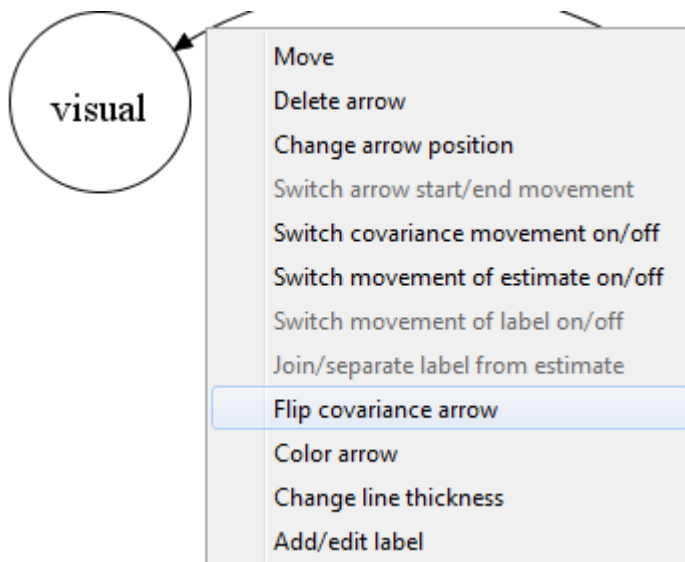 visual
Move
Delete arrow
Change arrow position
Switch arrow start/end movement
Switch covariance movement on/off
Switch movement of estimate on/off
Switch movement of label on/off
Join/separate label from estimate
Flip covariance arrow
Color arrow
Change line thickness
Add/edit label